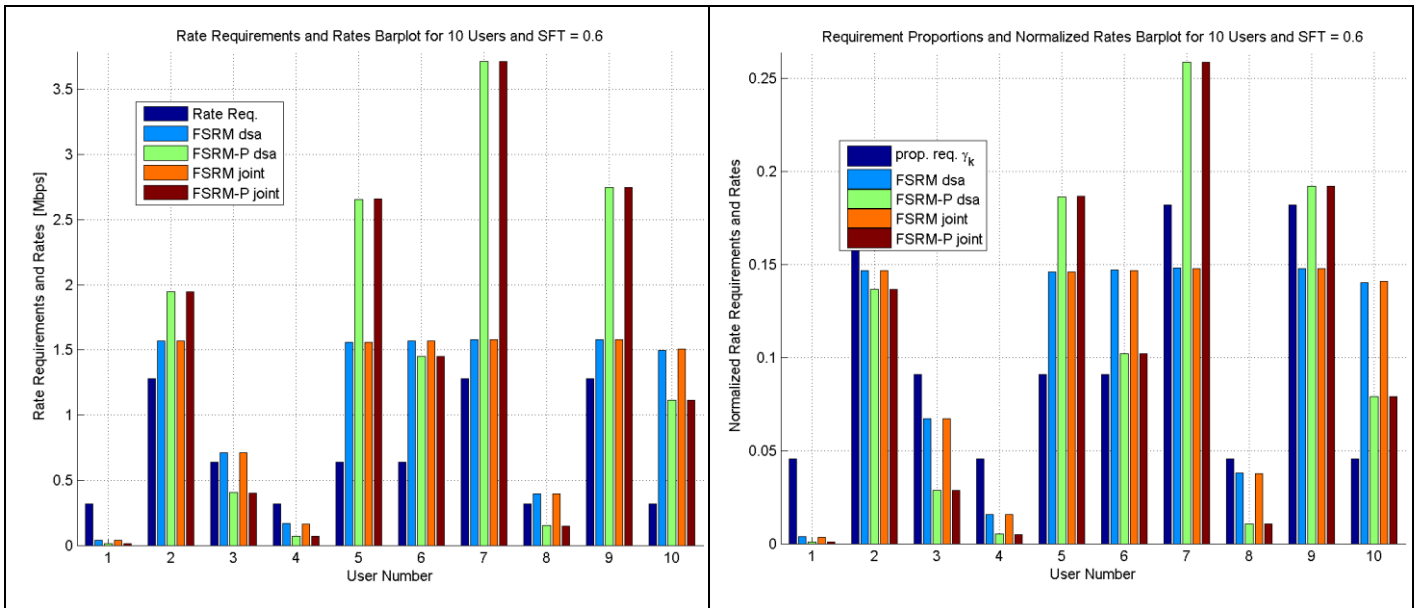 Rate Requirements and Rates Barplot for 10 Users and SFT = 0.6
Rate Requirements and Rates [Mbps]
3.5
3
2.5
2
1.5
1
0.5
0
Rate Req.
FSRM dsa
FSRM-P dsa
FSRM joint
FSRM-P joint
1 2 3 4 5 6 7 8 9 10
User Number
Requirement Proportions and Normalized Rates Barplot for 10 Users and SFT = 0.6
Normalized Rate Requirements and Rates
0.25
0.2
0.15
0.1
0.05
0
prop. req. γk
FSRM dsa
FSRM-P dsa
FSRM joint
FSRM-P joint
1 2 3 4 5 6 7 8 9 10
User Number